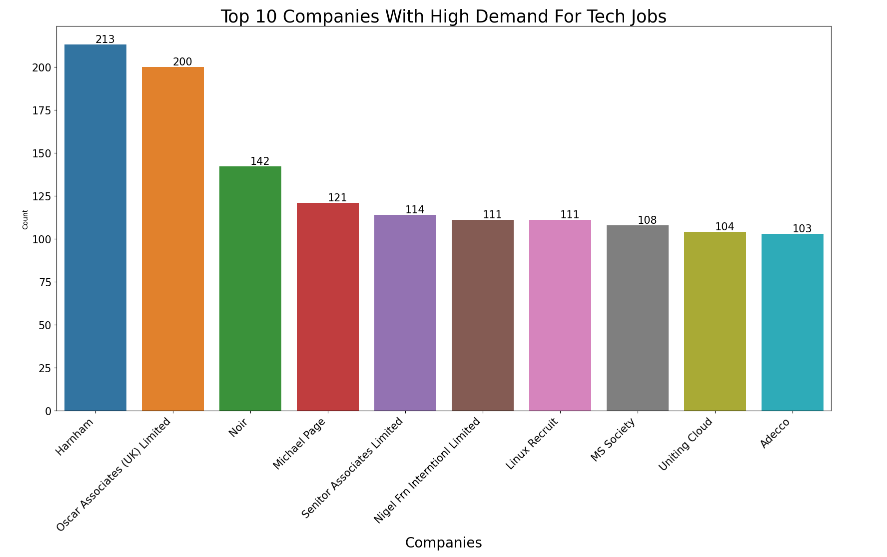 Top 10 Companies With High Demand For Tech Jobs
213
200
142
121
114
111
111
108
104
103
Count
200
175
150
125
100
75
50
25
0
Harnham
Oscar Associates (UK) Limited
Noir
Michael Page
Senitor Associates Limited
Nigel Frn Interntionl Limited
Linux Recruit
MS Society
Uniting Cloud
Adecco
Companies